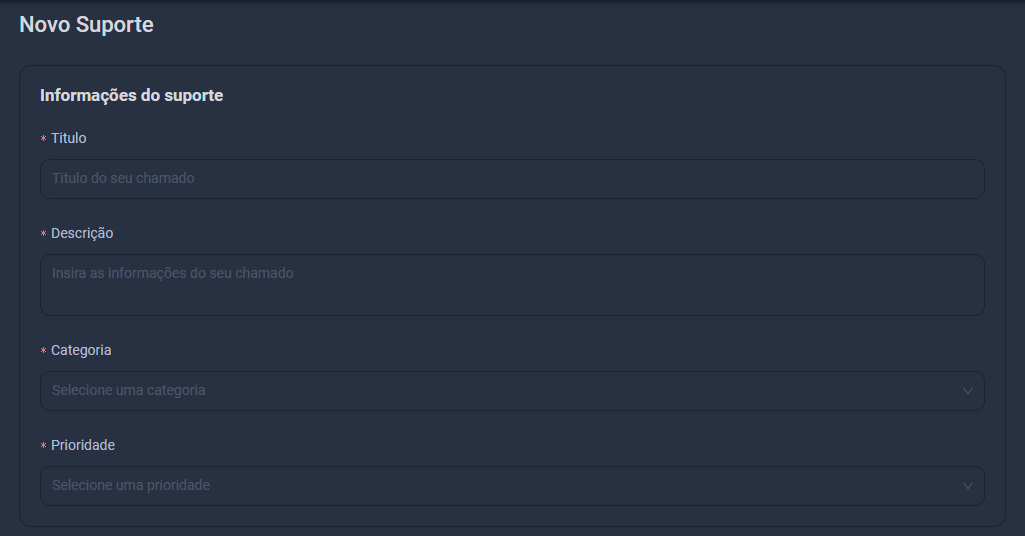 Novo Suporte
Informações do suporte
* Titulo
Titulo do seu chamado
* Descrição
Insira as informações do seu chamado
* Categoria
Selecione uma categoria
* Prioridade
Selecione uma prioridade